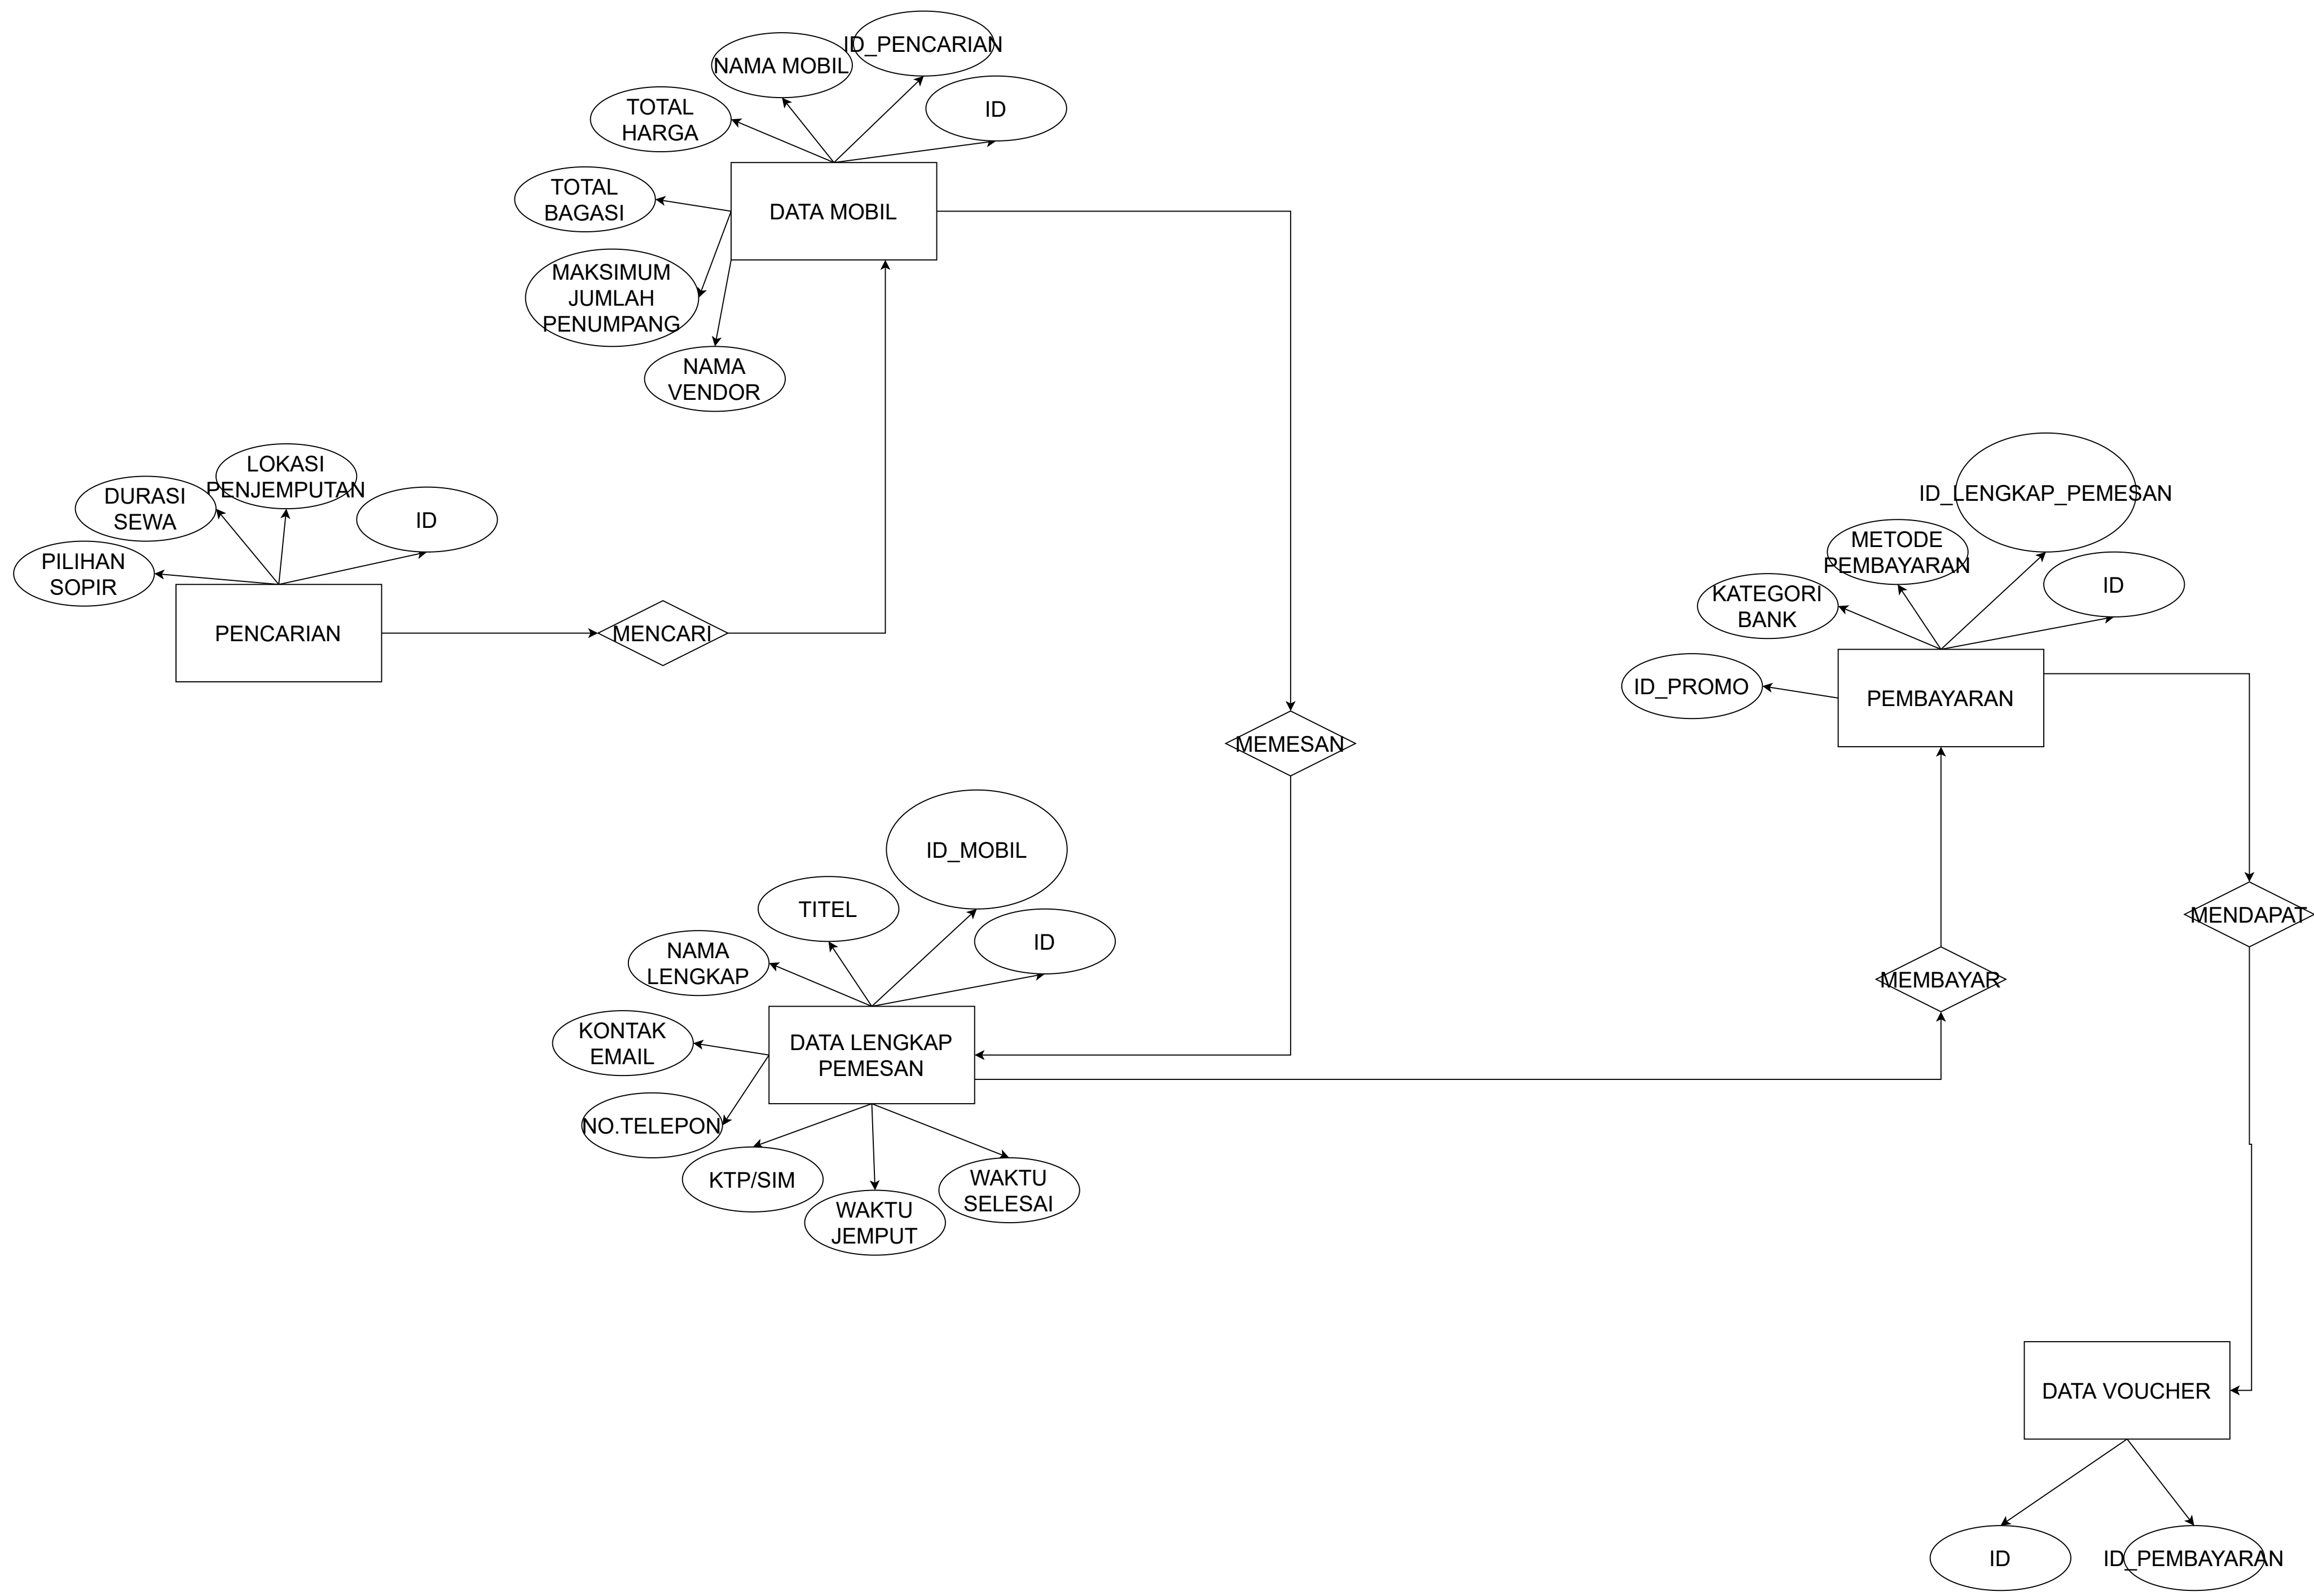 ID_PENCARIAN
NAMA MOBIL
TOTAL
HARGA
ID
TOTAL
BAGASI
DATA MOBIL
MAKSIMUM
JUMLAH
PENUMPANG
NAMA
VENDOR
LOKASI
PENJEMPUTAN
DURASI
SEWA
ID
PILIHAN
SOPIR
PENCARIAN
MENCARI
ID_LENGKAP_PEMESAN
METODE
PEMBAYARAN
KATEGORI
BANK
ID
ID_PROMO
PEMBAYARAN
MEMESAN
ID_MOBIL
TITEL
NAMA
LENGKAP
ID
MENDAPAT
MEMBAYAR
KONTAK
EMAIL
DATA LENGKAP
PEMESAN
NO.TELEPON
KTP/SIM
WAKTU
JEMPUT
WAKTU
SELESAI
DATA VOUCHER
ID
ID_PEMBAYARAN